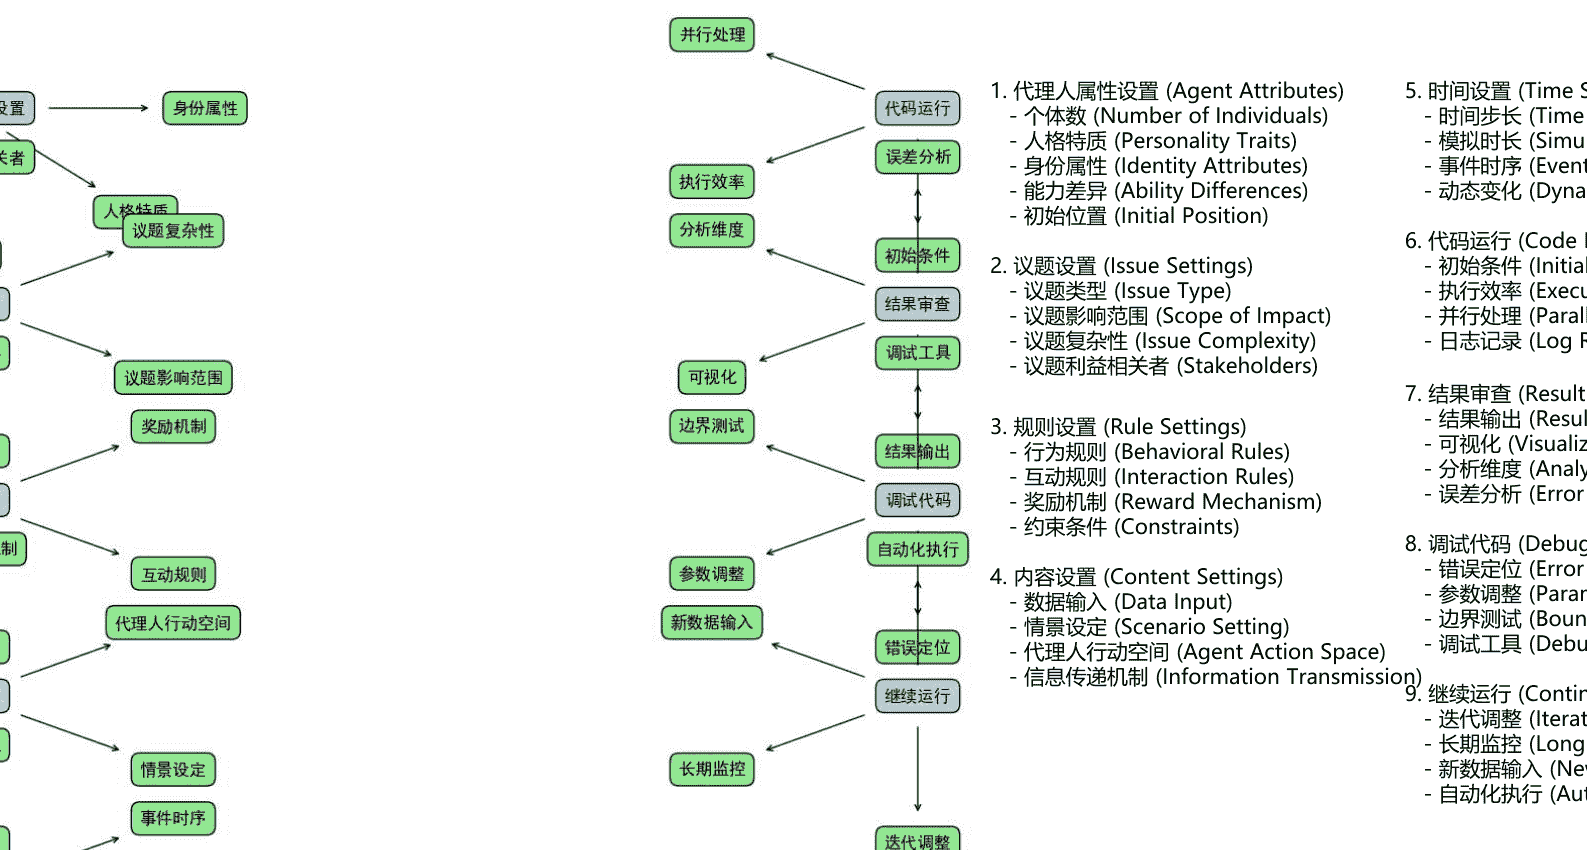 设置
身份属性
关者
人格特质
议题复杂性
议题影响范围
奖励机制
制
互动规则
代理人行动空间
情景设定
事件时序
并行处理
代码运行
误差分析
执行效率
分析维度
初始条件
结果审查
调试工具
可视化
边界测试
结果输出
调试代码
自动化执行
参数调整
新数据输入
错误定位
继续运行
长期监控
迭代调整
1. 代理人属性设置 (Agent Attributes)
- 个体数 (Number of Individuals)
- 人格特质 (Personality Traits)
- 身份属性 (Identity Attributes)
- 能力差异 (Ability Differences)
- 初始位置 (Initial Position)
2. 议题设置 (Issue Settings)
- 议题类型 (Issue Type)
- 议题影响范围 (Scope of Impact)
- 议题复杂性 (Issue Complexity)
- 议题利益相关者 (Stakeholders)
3. 规则设置 (Rule Settings)
- 行为规则 (Behavioral Rules)
- 互动规则 (Interaction Rules)
- 奖励机制 (Reward Mechanism)
- 约束条件 (Constraints)
4. 内容设置 (Content Settings)
- 数据输入 (Data Input)
- 情景设定 (Scenario Setting)
- 代理人行动空间 (Agent Action Space)
- 信息传递机制 (Information Transmission)
5. 时间设置 (Time S
- 时间步长 (Time
- 模拟时长 (Simu
- 事件时序 (Event
- 动态变化 (Dyna
6. 代码运行 (Code
- 初始条件 (Initial
- 执行效率 (Execu
- 并行处理 (Parall
- 日志记录 (Log R
7. 结果审查 (Result
- 结果输出 (Resul
- 可视化 (Visualiz
- 分析维度 (Analy
- 误差分析 (Error
8. 调试代码 (Debug
- 错误定位 (Error
- 参数调整 (Param
- 边界测试 (Boun
- 调试工具 (Debu
9. 继续运行 (Contin
- 迭代调整 (Iterat
- 长期监控 (Long
- 新数据输入 (New
- 自动化执行 (Aut